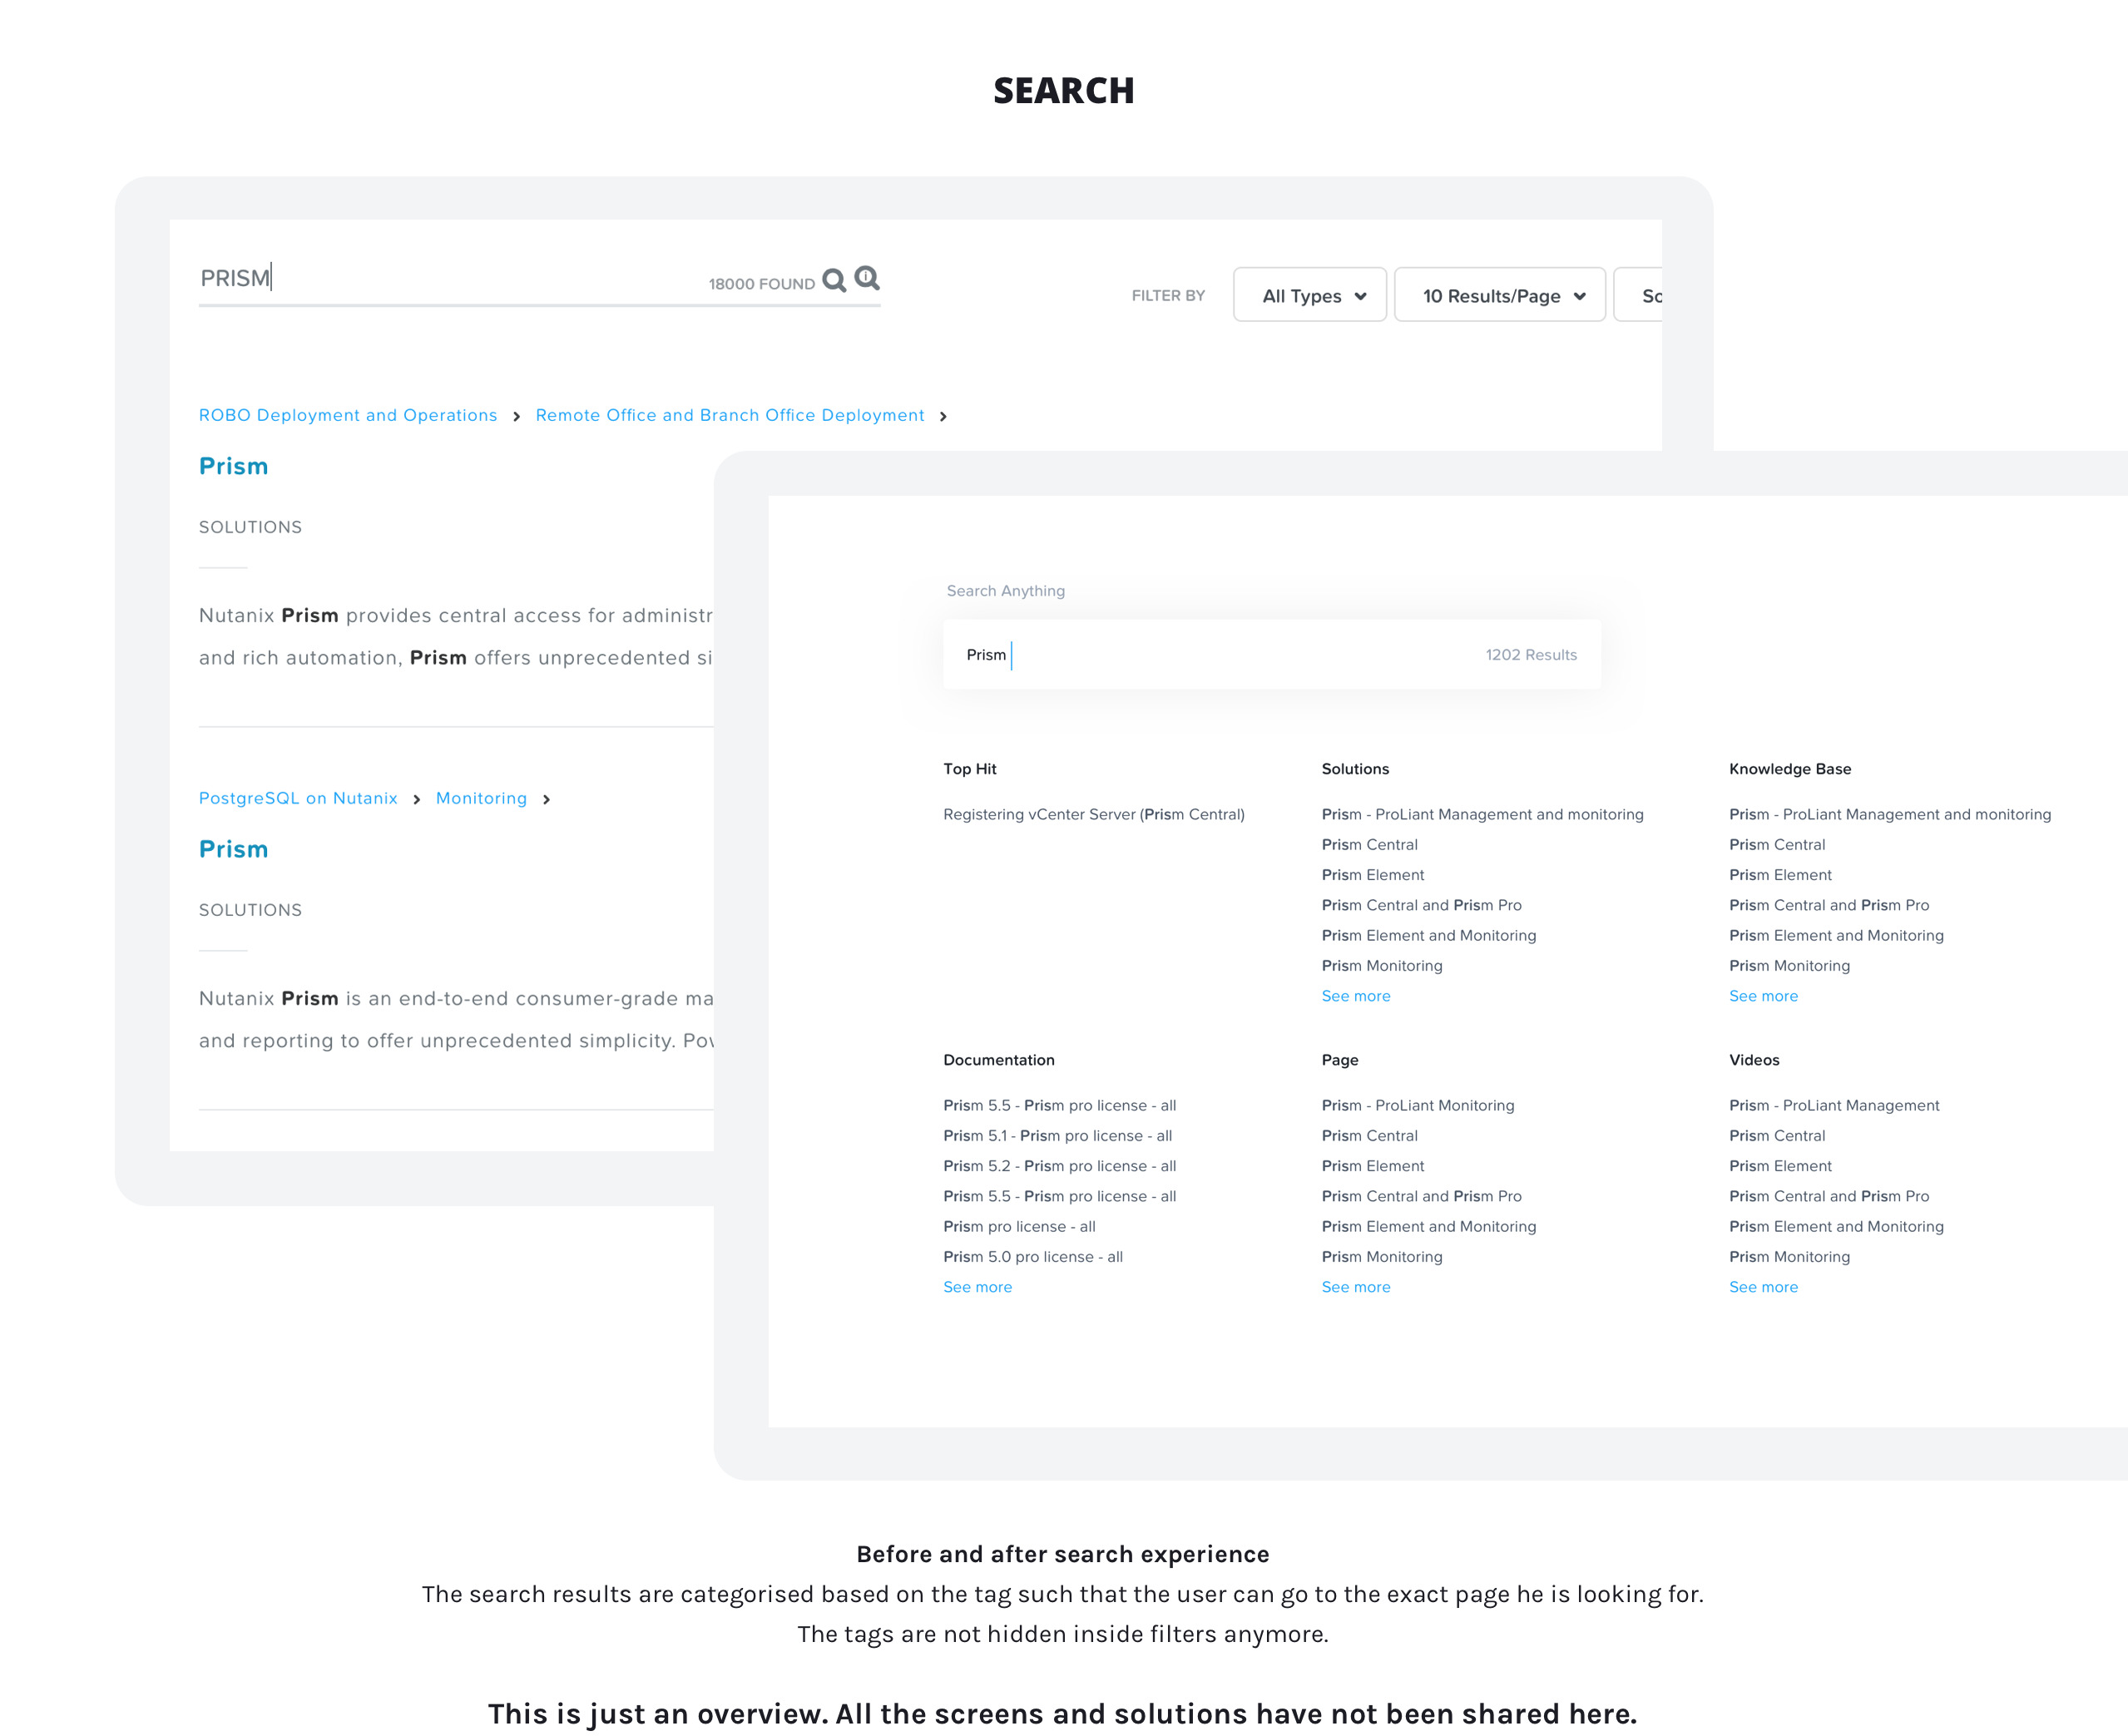 SEARCH
PRISM
18000 FOUND
FILTER BY
All Types
10 Results/Page
ROBO Deployment and Operations > Remote Office and Branch Office Deployment >
Prism
SOLUTIONS
Nutanix Prism provides central access for administr
and rich automation, Prism offers unprecedented si
PostgreSQL on Nutanix > Monitoring >
Prism
SOLUTIONS
Nutanix Prism is an end-to-end consumer-grade ma
and reporting to offer unprecedented simplicity. Pow
Search Anything
Prism
1202 Results
Top Hit
Registering vCenter Server (Prism Central)
Solutions
Prism - ProLiant Management and monitoring
Prism Central
Prism Element
Prism Central and Prism Pro
Prism Element and Monitoring
Prism Monitoring
See more
Knowledge Base
Prism - ProLiant Management and monitoring
Prism Central
Prism Element
Prism Central and Prism Pro
Prism Element and Monitoring
Prism Monitoring
See more
Documentation
Prism 5.5 - Prism pro license - all
Prism 5.1 - Prism pro license - all
Prism 5.2 - Prism pro license - all
Prism 5.5 - Prism pro license - all
Prism pro license - all
Prism 5.0 pro license - all
See more
Page
Prism - ProLiant Monitoring
Prism Central
Prism Element
Prism Central and Prism Pro
Prism Element and Monitoring
Prism Monitoring
See more
Videos
Prism - ProLiant Management
Prism Central
Prism Element
Prism Central and Prism Pro
Prism Element and Monitoring
Prism Monitoring
See more
Before and after search experience
The search results are categorised based on the tag such that the user can go to the exact page he is looking for.
The tags are not hidden inside filters anymore.
This is just an overview. All the screens and solutions have not been shared here.